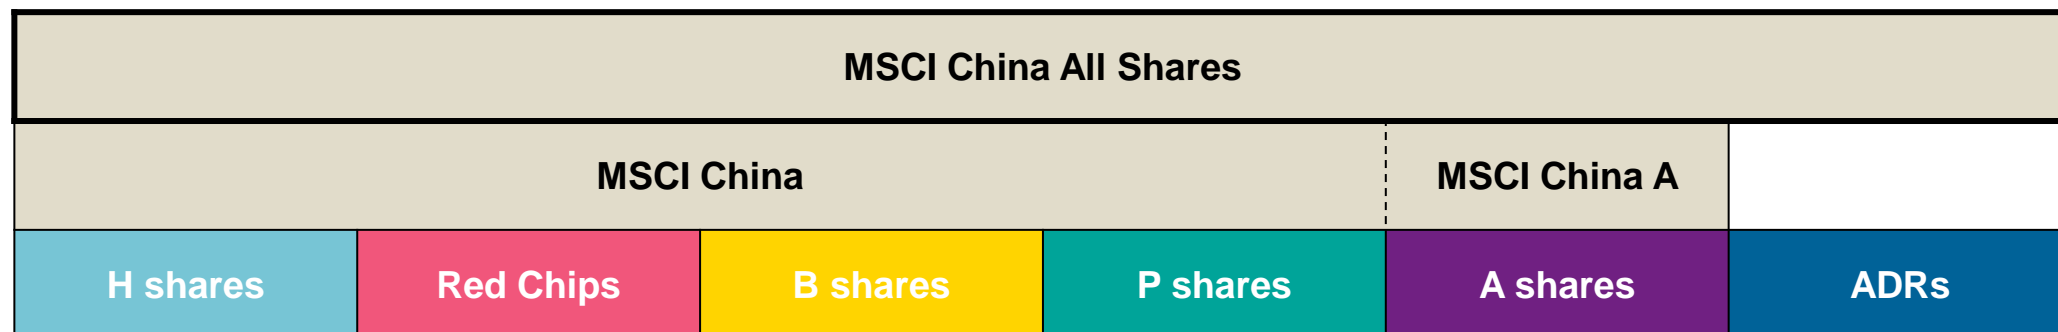 MSCI China All Shares
MSCI China
MSCI China A
H shares
Red Chips
B shares
P shares
A shares
ADRs